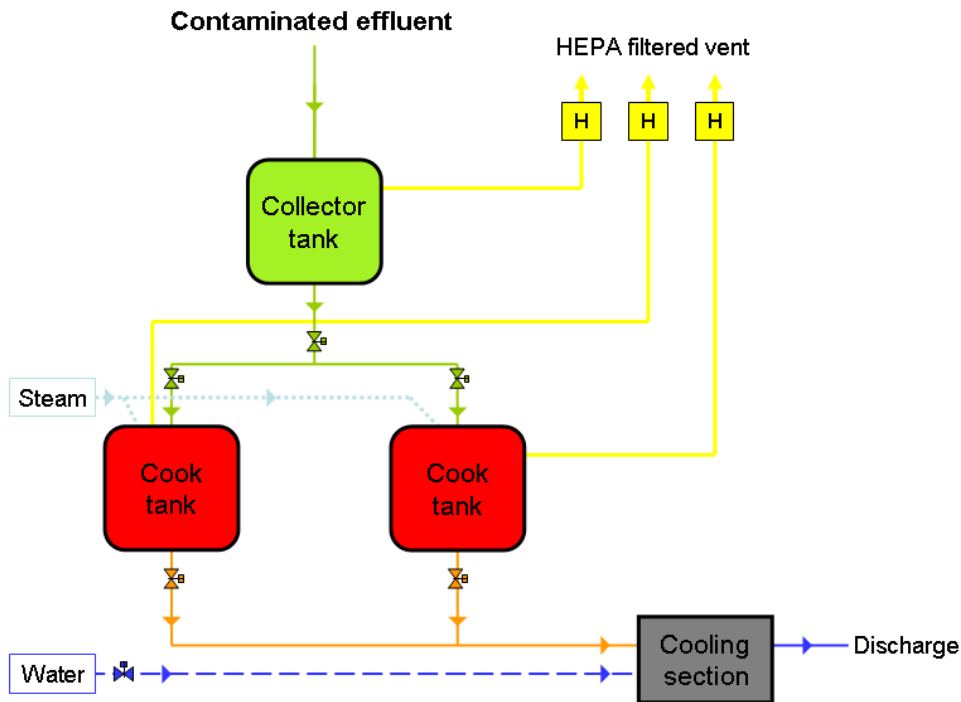 Contaminated effluent
HEPA filtered vent
H
H
H
Collector
tank
Steam
Cook
tank
Cook
tank
Water
Cooling
section
Discharge